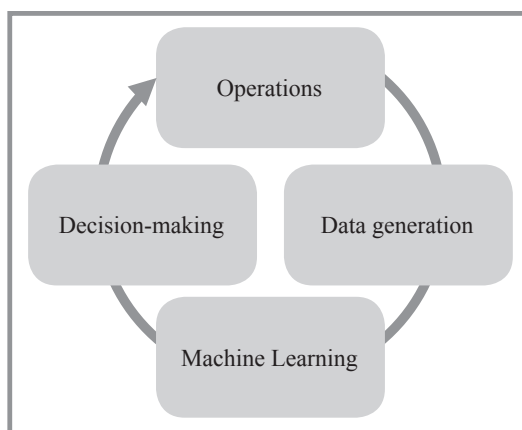 Operations
Decision-making
Data generation
Machine Learning